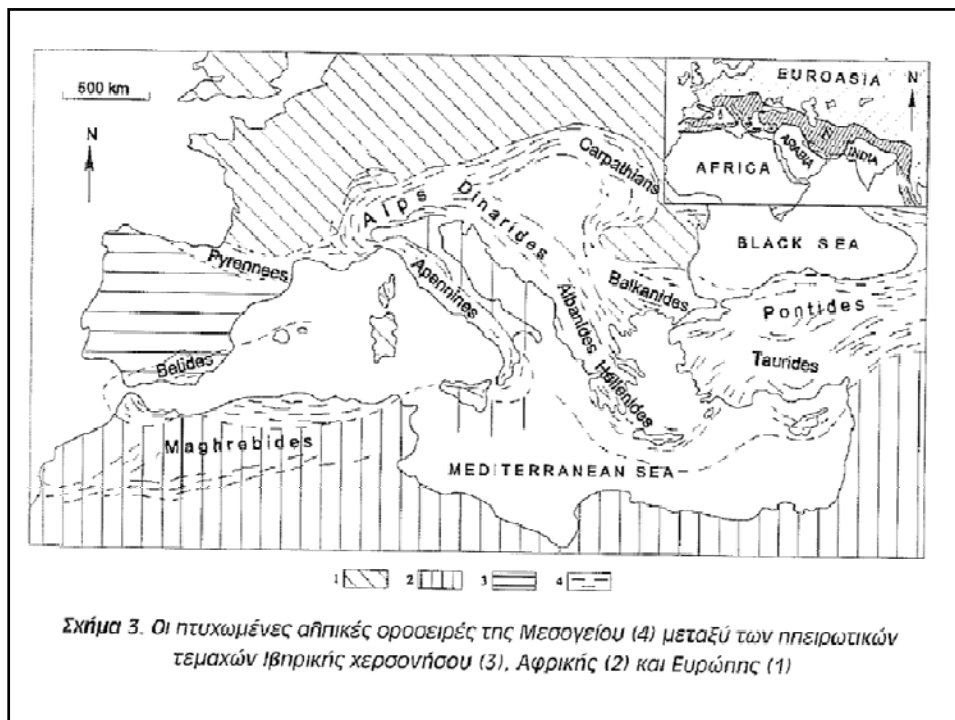 600 km
N
EUROASIA
N
AFRICA
ARABIA
INDIA
Carpathians
Alps
Dinarides
BLACK SEA
Pyrennees
Apennines
Balkanides
Pontides
Albanides
Taurides
Betides
Hellenides
Maghrebides
MEDITERRANEAN SEA
1 2 3 4
Σχήμα 3. Οι πτυχωμένες αλπικές οροσειρές της Μεσογείου (4) μεταξύ των ηπειρωτικών
τεμαχών Ιβηρικής χερσονήσου (3), Αφρικής (2) και Ευρώπης (1)